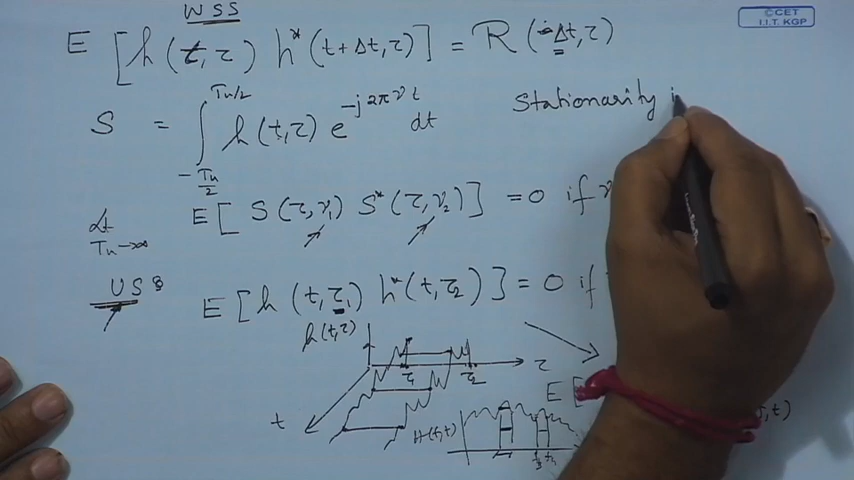 WSS
© CET
I.I.T. KGP
E [ h (t, τ) h* (t + Δt, τ) ] = R (Δt, τ)
S = ∫_{-Tu/2}^{Tu/2} h (t, τ) e^{-j2πνt} dt
Stationarity i
E [ S (τ, ν₁) S* (τ, ν₂) ] = 0 if
Tu→∞
US
E [ h (t, τ₁) h* (t, τ₂) ] = 0 if
h(t, τ)
τ₁ τ₂ τ
t
E [
H(f, t)
, t)